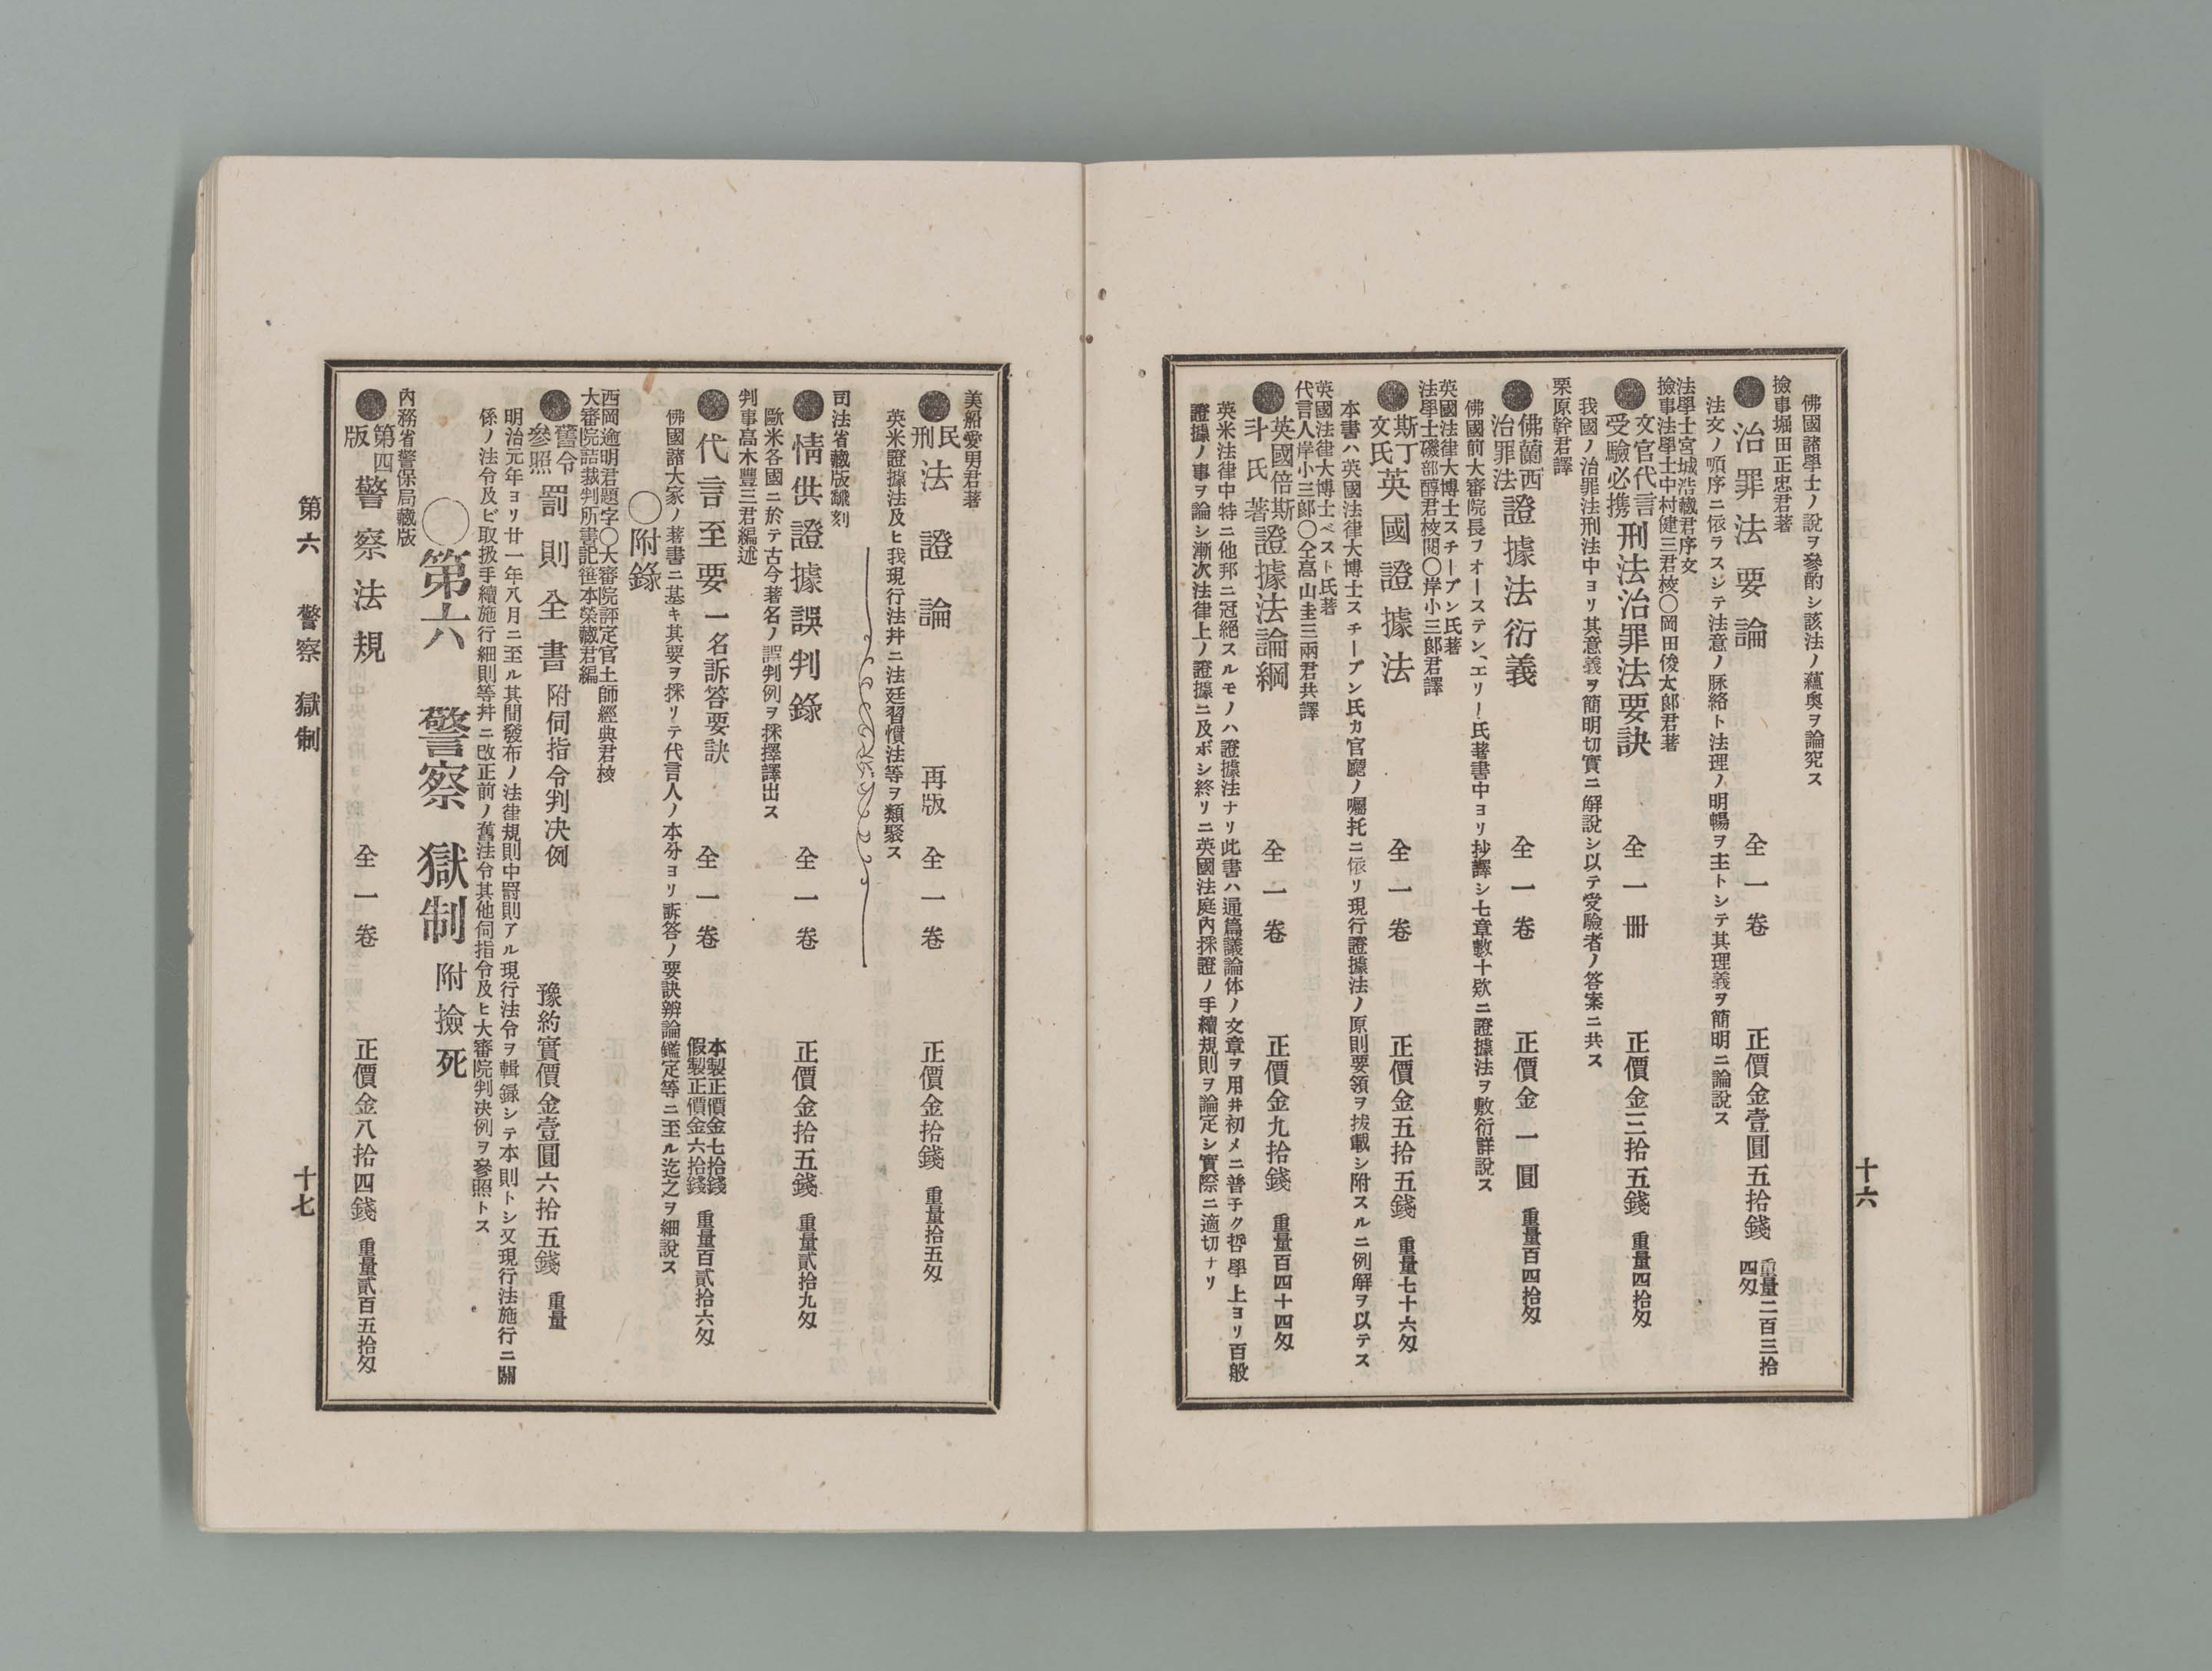 佛國諸學士ノ說ヲ參酌シ該法ノ蘊奥ヲ論究ス
撿事堀田正忠君著
●治罪法要論 全一卷 正價金壹圓五拾錢 重量二百三拾四匁
法文ノ順序ニ依ラスシテ法意ノ脉絡ト法理ノ明暢ヲ主トシテ其理義ヲ簡明ニ論說ス
法學士宮城浩藏君序文
撿事法學士中村健三君校〇岡田俊太郎君著
●文官代言受驗必携 刑法治罪法要訣 全一冊 正價金三拾五錢 重量四拾匁
我國ノ治罪法刑法中ヨリ其意義ヲ簡明切實ニ解說シ以テ受驗者ノ答案ニ共ス
栗原幹君譯
●佛蘭西治罪法 證據法衍義 全一卷 正價金一圓 重量百四拾匁
佛國前大審院長フオーステン、エリー氏著書中ヨリ抄譯シ七章數十欵ニ證據法ヲ敷衍詳說ス
英國法律大博士スチーブン氏著
法學士磯部醇君校閱〇岸小三郎君譯
●斯丁文氏 英國證據法 全一卷 正價金五拾五錢 重量七十六匁
本書ハ英國法律大博士スチーブン氏カ官廳ノ囑托ニ依リ現行證據法ノ原則要領ヲ拔載シ附スルニ例解ヲ以テス
英國法律大博士ベスト氏著
代言人岸小三郎〇仝高山圭三兩君共譯
●英國倍斯斗氏著 證據法論綱 全一卷 正價金九拾錢 重量百四十四匁
英米法律中特ニ他邦ニ冠絕スルモノハ證據法ナリ此書ハ通篇議論体ノ文章ヲ用井初メニ普子ク哲學上ヨリ百般
證據ノ事ヲ論シ漸次法律上ノ證據ニ及ボシ終リニ英國法庭內採證ノ手續規則ヲ論定シ實際ニ適切ナリ
十六
美船愛男君著
●民刑法證論 再版 全一卷 正價金拾錢 重量拾五匁
英米證據法及ヒ我現行法幷ニ法廷習慣法等ヲ類聚ス
司法省藏版飜刻
●情供證據誤判錄 全一卷 正價金拾五錢 重量貳拾九匁
歐米各國ニ於テ古今著名ノ誤判例ヲ採擇譯出ス
判事高木豐三君編述
●代言至要 一名訴答要訣 全一卷 本製正價金七拾錢 假製正價金六拾錢 重量百貳拾六匁
佛國諸大家ノ著書ニ基キ其要ヲ採リテ代言人ノ本分ヨリ訴答ノ要訣辨論鑑定等ニ至ル迄之ヲ細說ス
〇附錄
西岡逾明君題字〇大審院評定官土師經典君校
大審院詰裁判所書記笹本榮藏君編
●舊令參照 罰則全書 附伺指令判決例 豫約實價金壹圓六拾五錢 重量
明治元年ヨリ廿一年八月ニ至ル其間發布ノ法律規則中罰則アル現行法令ヲ輯錄シテ本則トシ又現行法施行ニ關
係ノ法令及ビ取扱手續施行細則等幷ニ改正前ノ舊法令其他伺指令及ヒ大審院判決例ヲ參照トス
〇第六 警察 獄制 附撿死
內務省警保局藏版
●第四版 警察法規 全一卷 正價金八拾四錢 重量貳百五拾匁
第六 警察 獄制
十七